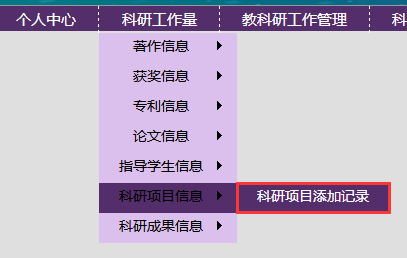 个人中心 科研工作量 教科研工作管理 科
著作信息
获奖信息
专利信息
论文信息
指导学生信息
科研项目信息 科研项目添加记录
科研成果信息